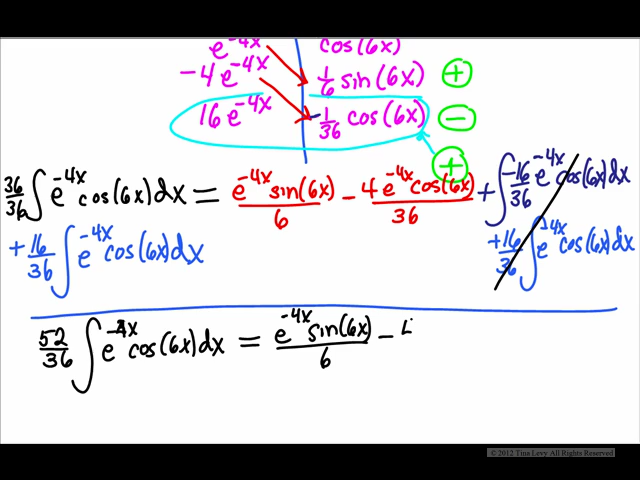 e^{-4x} cos(6x)
-4e^{-4x} 1/6 sin(6x) +
16e^{-4x} -1/36 cos(6x) -
+
36/36 ∫ e^{-4x} cos(6x)dx = e^{-4x} sin(6x)/6 - 4e^{-4x} cos(6x)/36 + ∫ -16/36 e^{-4x} cos(6x)dx
+16/36 ∫ e^{-4x} cos(6x)dx +16/36 ∫ e^{-4x} cos(6x)dx
52/36 ∫ e^{-4x} cos(6x)dx = e^{-4x} sin(6x)/6 -
© 2012 Tina Levy All Rights Reserved